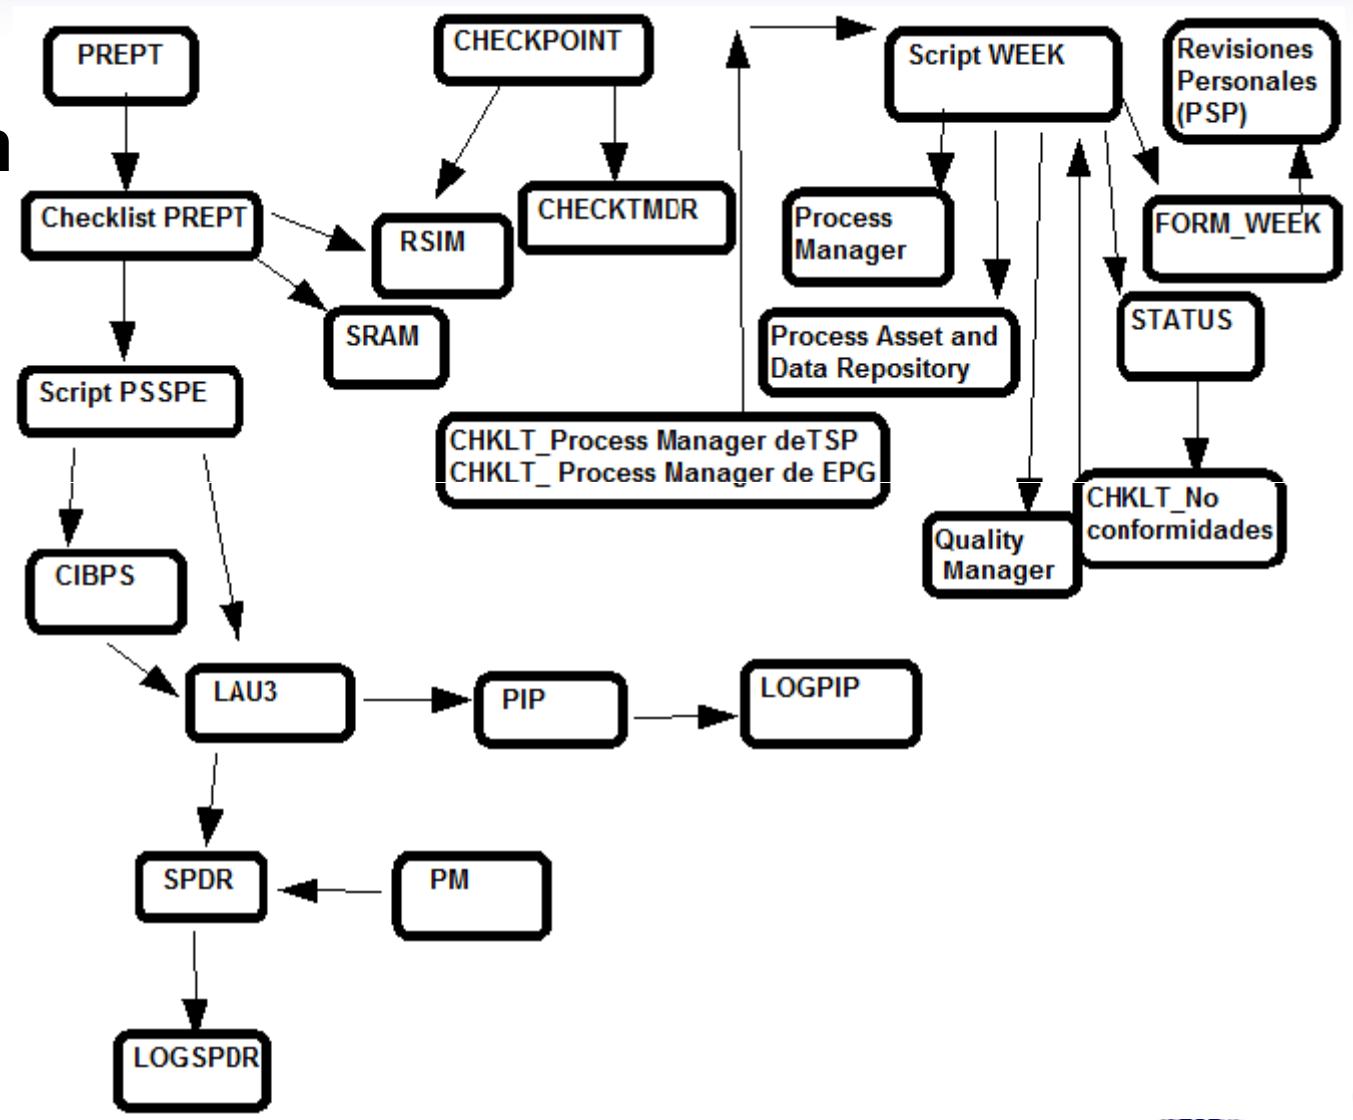 PREPT
CHECKPOINT
Script WEEK
Revisiones
Personales
(PSP)
Checklist PREPT
RSIM
CHECKTMDR
Process
Manager
FORM_WEEK
SRAM
Process Asset and
Data Repository
STATUS
Script PSSPE
CHKLT_Process Manager deTSP
CHKLT_ Process Manager de EPG
CHKLT_No
conformidades
Quality
Manager
CIBPS
LAU3
PIP
LOGPIP
SPDR
PM
LOGSPDR